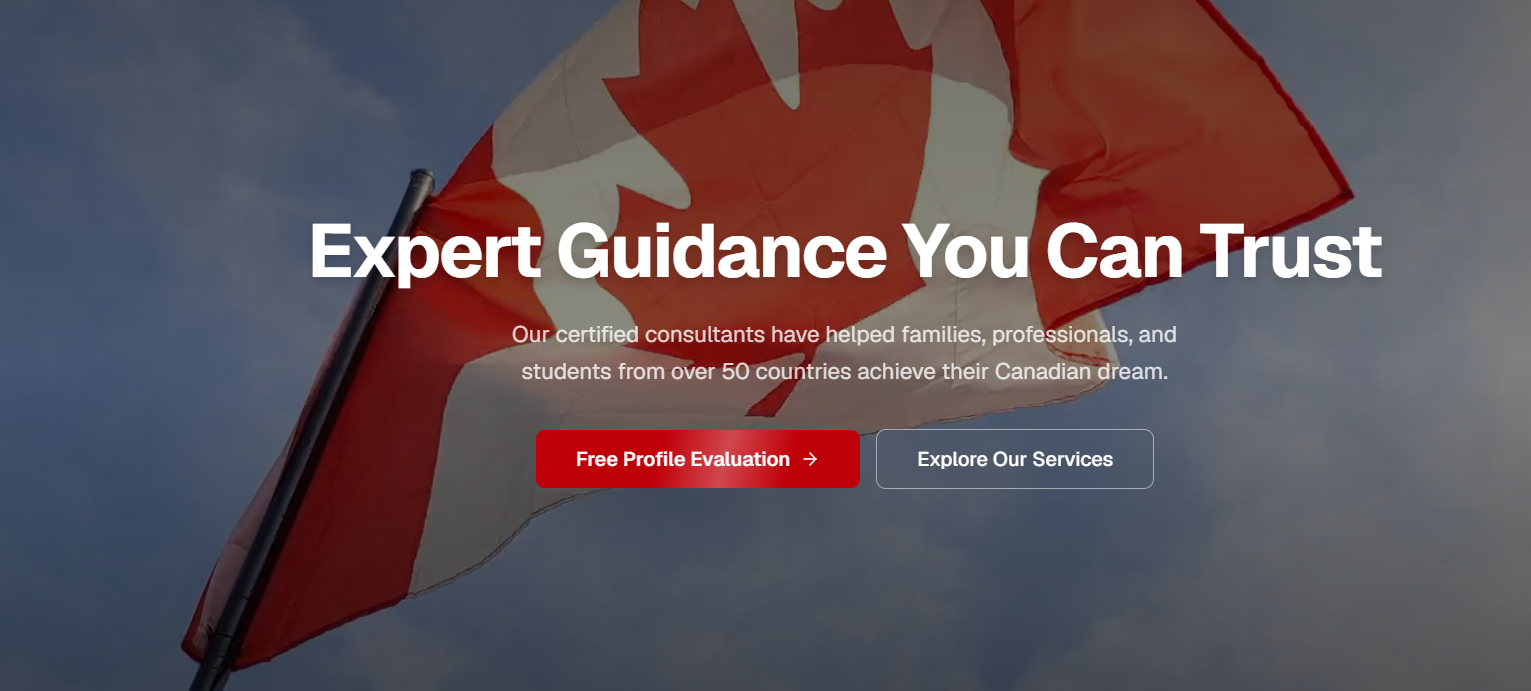 Expert Guidance You Can Trust
Our certified consultants have helped families, professionals, and
students from over 50 countries achieve their Canadian dream.
Free Profile Evaluation →
Explore Our Services